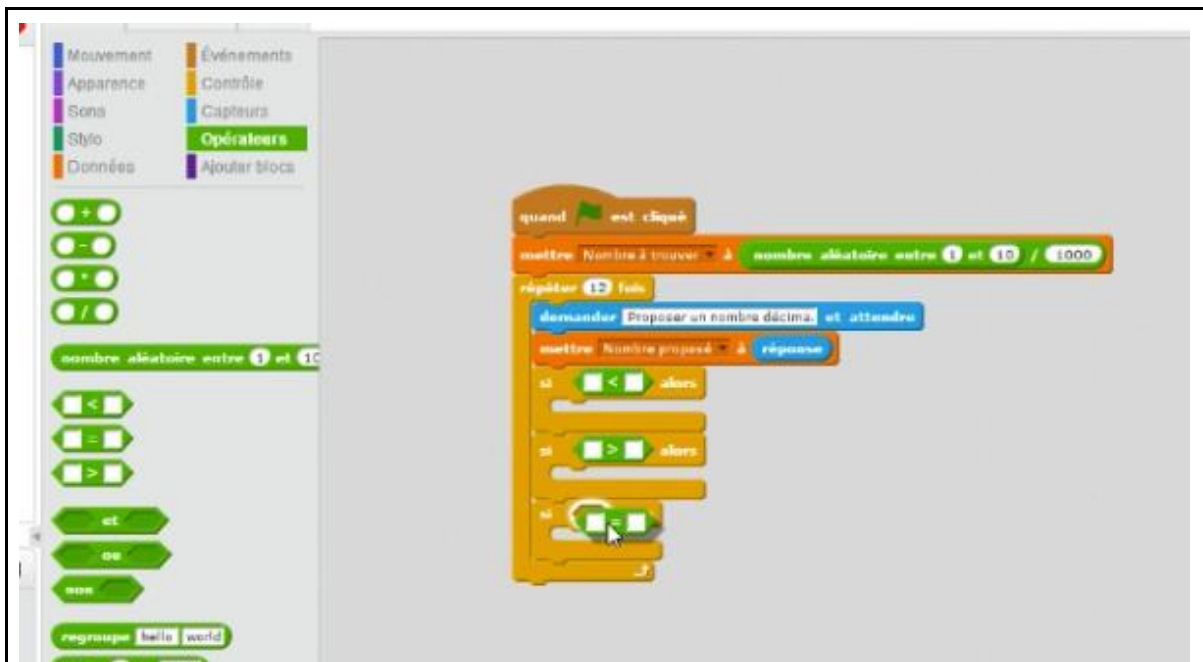 Mouvement Événements
Apparence Contrôle
Sons Capteurs
Stylo Opérateurs
Données Ajouter blocs
+
-
*
/
nombre aléatoire entre 1 et 10
<
=
>
et
ou
non
regroupe hello world
quand est cliqué
mettre Nombre à trouver à nombre aléatoire entre 1 et 10 / 1000
répéter 12 fois
demander Proposer un nombre décima. et attendre
mettre Nombre proposé à réponse
si < alors
si > alors
si =